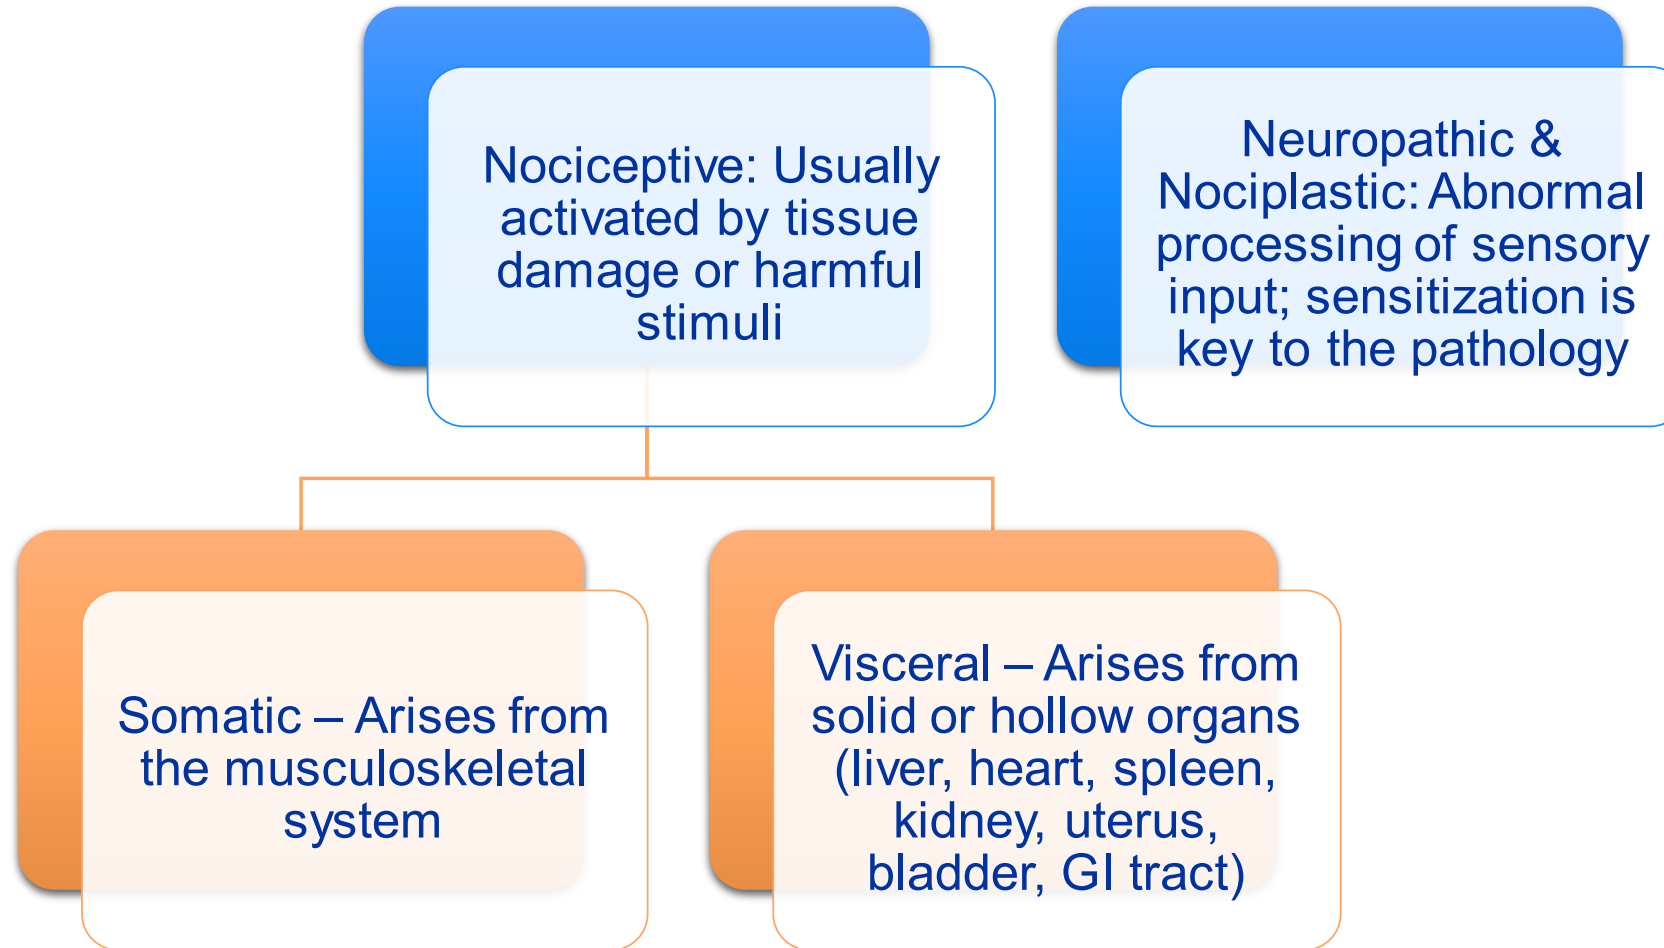 Nociceptive: Usually
activated by tissue
damage or harmful
stimuli
Neuropathic &
Nociplastic: Abnormal
processing of sensory
input; sensitization is
key to the pathology
Somatic – Arises from
the musculoskeletal
system
Visceral – Arises from
solid or hollow organs
(liver, heart, spleen,
kidney, uterus,
bladder, GI tract)